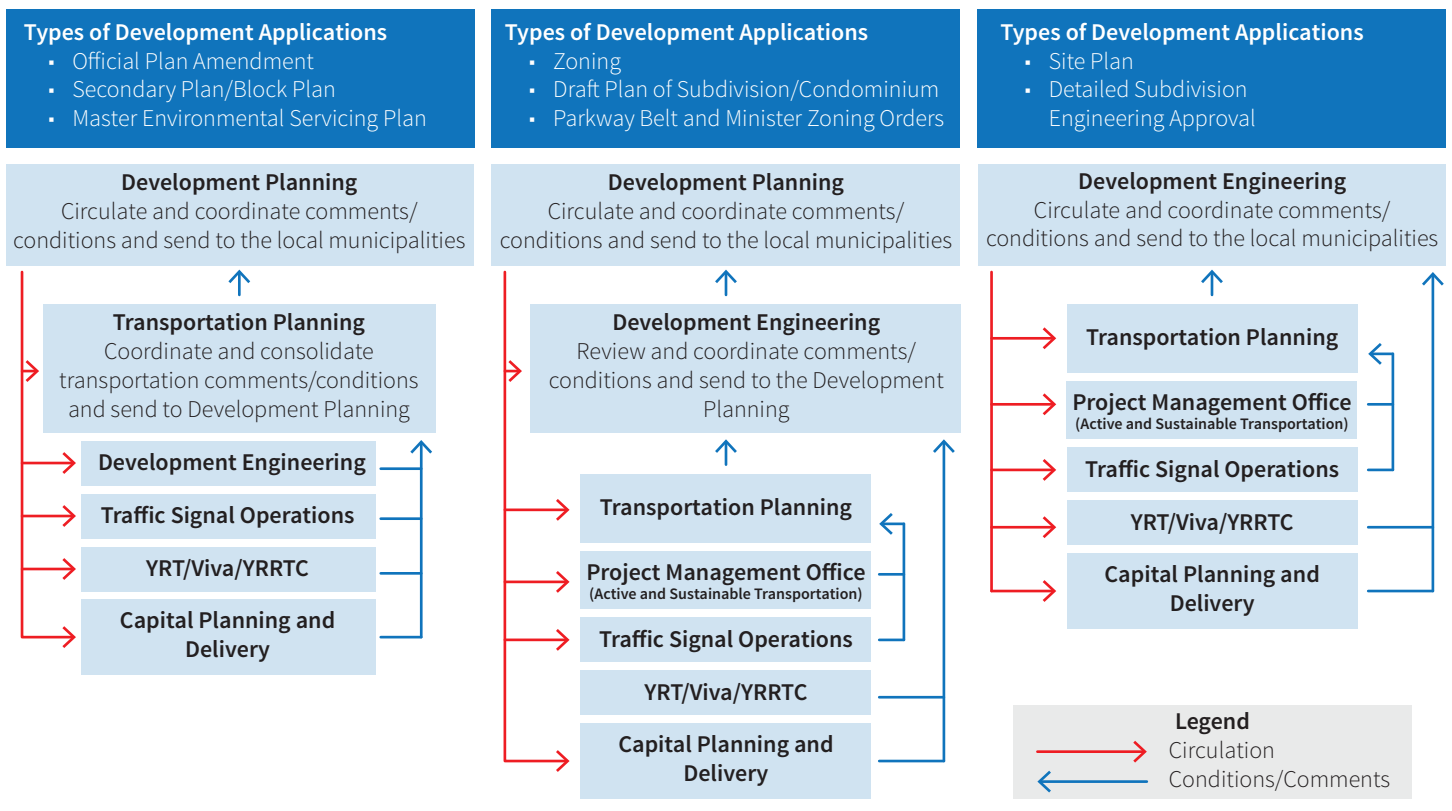 Types of Development Applications
▪ Official Plan Amendment
▪ Secondary Plan/Block Plan
▪ Master Environmental Servicing Plan
Development Planning
Circulate and coordinate comments/
conditions and send to the local municipalities
Transportation Planning
Coordinate and consolidate
transportation comments/conditions
and send to Development Planning
Development Engineering
Traffic Signal Operations
YRT/Viva/YRRTC
Capital Planning and
Delivery
Types of Development Applications
▪ Zoning
▪ Draft Plan of Subdivision/Condominium
▪ Parkway Belt and Minister Zoning Orders
Development Planning
Circulate and coordinate comments/
conditions and send to the local municipalities
Development Engineering
Review and coordinate comments/
conditions and send to the Development
Planning
Transportation Planning
Project Management Office
(Active and Sustainable Transportation)
Traffic Signal Operations
YRT/Viva/YRRTC
Capital Planning and
Delivery
Types of Development Applications
▪ Site Plan
▪ Detailed Subdivision
Engineering Approval
Development Engineering
Circulate and coordinate comments/
conditions and send to the local municipalities
Transportation Planning
Project Management Office
(Active and Sustainable Transportation)
Traffic Signal Operations
YRT/Viva/YRRTC
Capital Planning and
Delivery
Legend
Circulation
Conditions/Comments